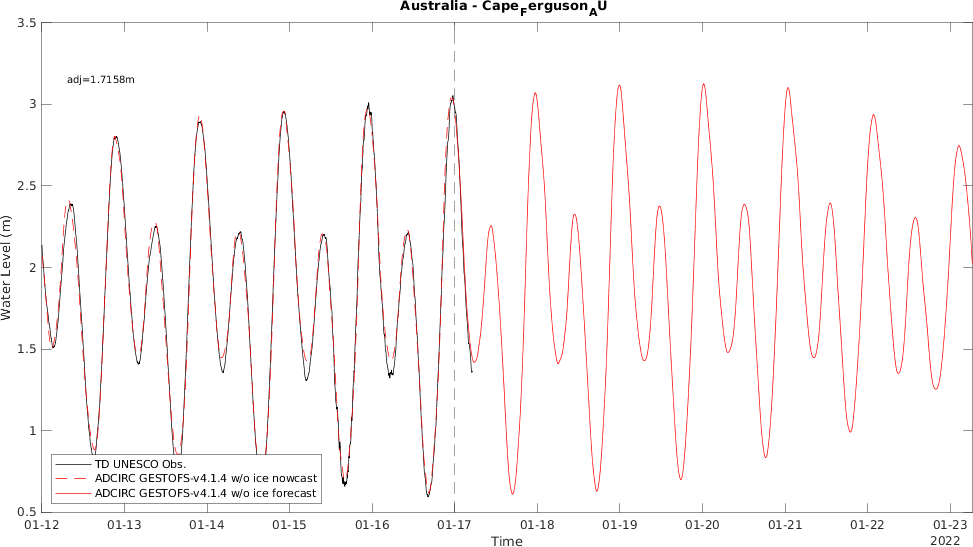 Australia - Cape_Ferguson_AU
3.5
3
2.5
2
1.5
1
0.5
Water Level (m)
adj=1.7158m
TD UNESCO Obs.
ADCIRC GESTOFS-v4.1.4 w/o ice nowcast
ADCIRC GESTOFS-v4.1.4 w/o ice forecast
01-12 01-13 01-14 01-15 01-16 01-17 01-18 01-19 01-20 01-21 01-22 01-23
Time
2022